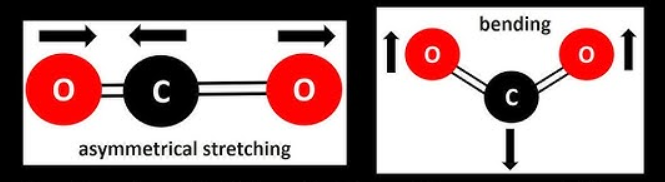 O C O
asymmetrical stretching
bending
O O
C